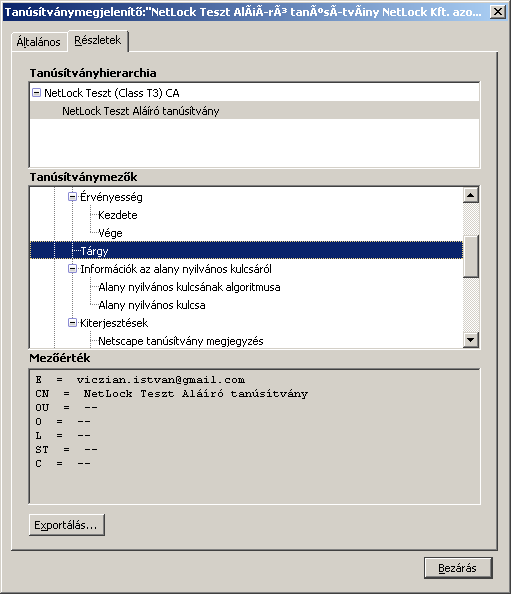 Tanúsítványmegjelenítő:"NetLock Teszt AlÃ¡Ã­rÃ³ tanÃºsÃ­tvÃ¡ny NetLock Kft. azo...
Általános
Részletek
Tanúsítványhierarchia
NetLock Teszt (Class T3) CA
NetLock Teszt Aláíró tanúsítvány
Tanúsítványmezők
Érvényesség
Kezdete
Vége
Tárgy
Információk az alany nyilvános kulcsáról
Alany nyilvános kulcsának algoritmusa
Alany nyilvános kulcsa
Kiterjesztések
Netscape tanúsítvány megjegyzés
Mezőérték
E = viczian.istvan@gmail.com
CN = NetLock Teszt Aláíró tanúsítvány
OU = --
O = --
L = --
ST = --
C = --
Exportálás...
Bezárás